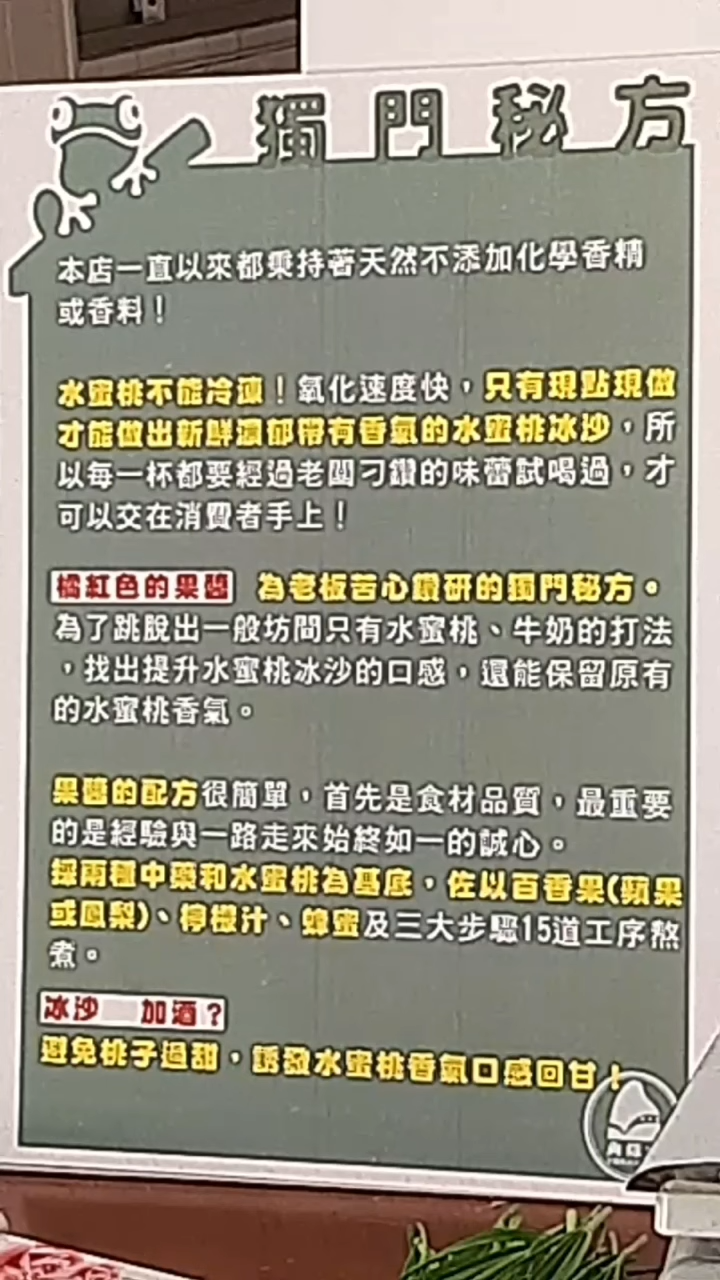 獨門秘方
本店一直以來都秉持著天然不添加化學香精
或香料！
水蜜桃不能冷凍！氧化速度快，只有現點現做
才能做出新鮮濃郁帶有香氣的水蜜桃冰沙，所
以每一杯都要經過老闆刁鑽的味蕾試喝過，才
可以交在消費者手上！
橘紅色的果醬 為老板苦心鑽研的獨門秘方。
為了跳脫出一般坊間只有水蜜桃、牛奶的打法
，找出提升水蜜桃冰沙的口感，還能保留原有
的水蜜桃香氣。
果醬的配方很簡單，首先是食材品質，最重要
的是經驗與一路走來始終如一的誠心。
採兩種中藥和水蜜桃為基底，佐以百香果(蘋果
或鳳梨)、檸檬汁、蜂蜜及三大步驟15道工序熬
煮。
冰沙 加酒？
避免桃子過甜，誘發水蜜桃香氣口感回甘！